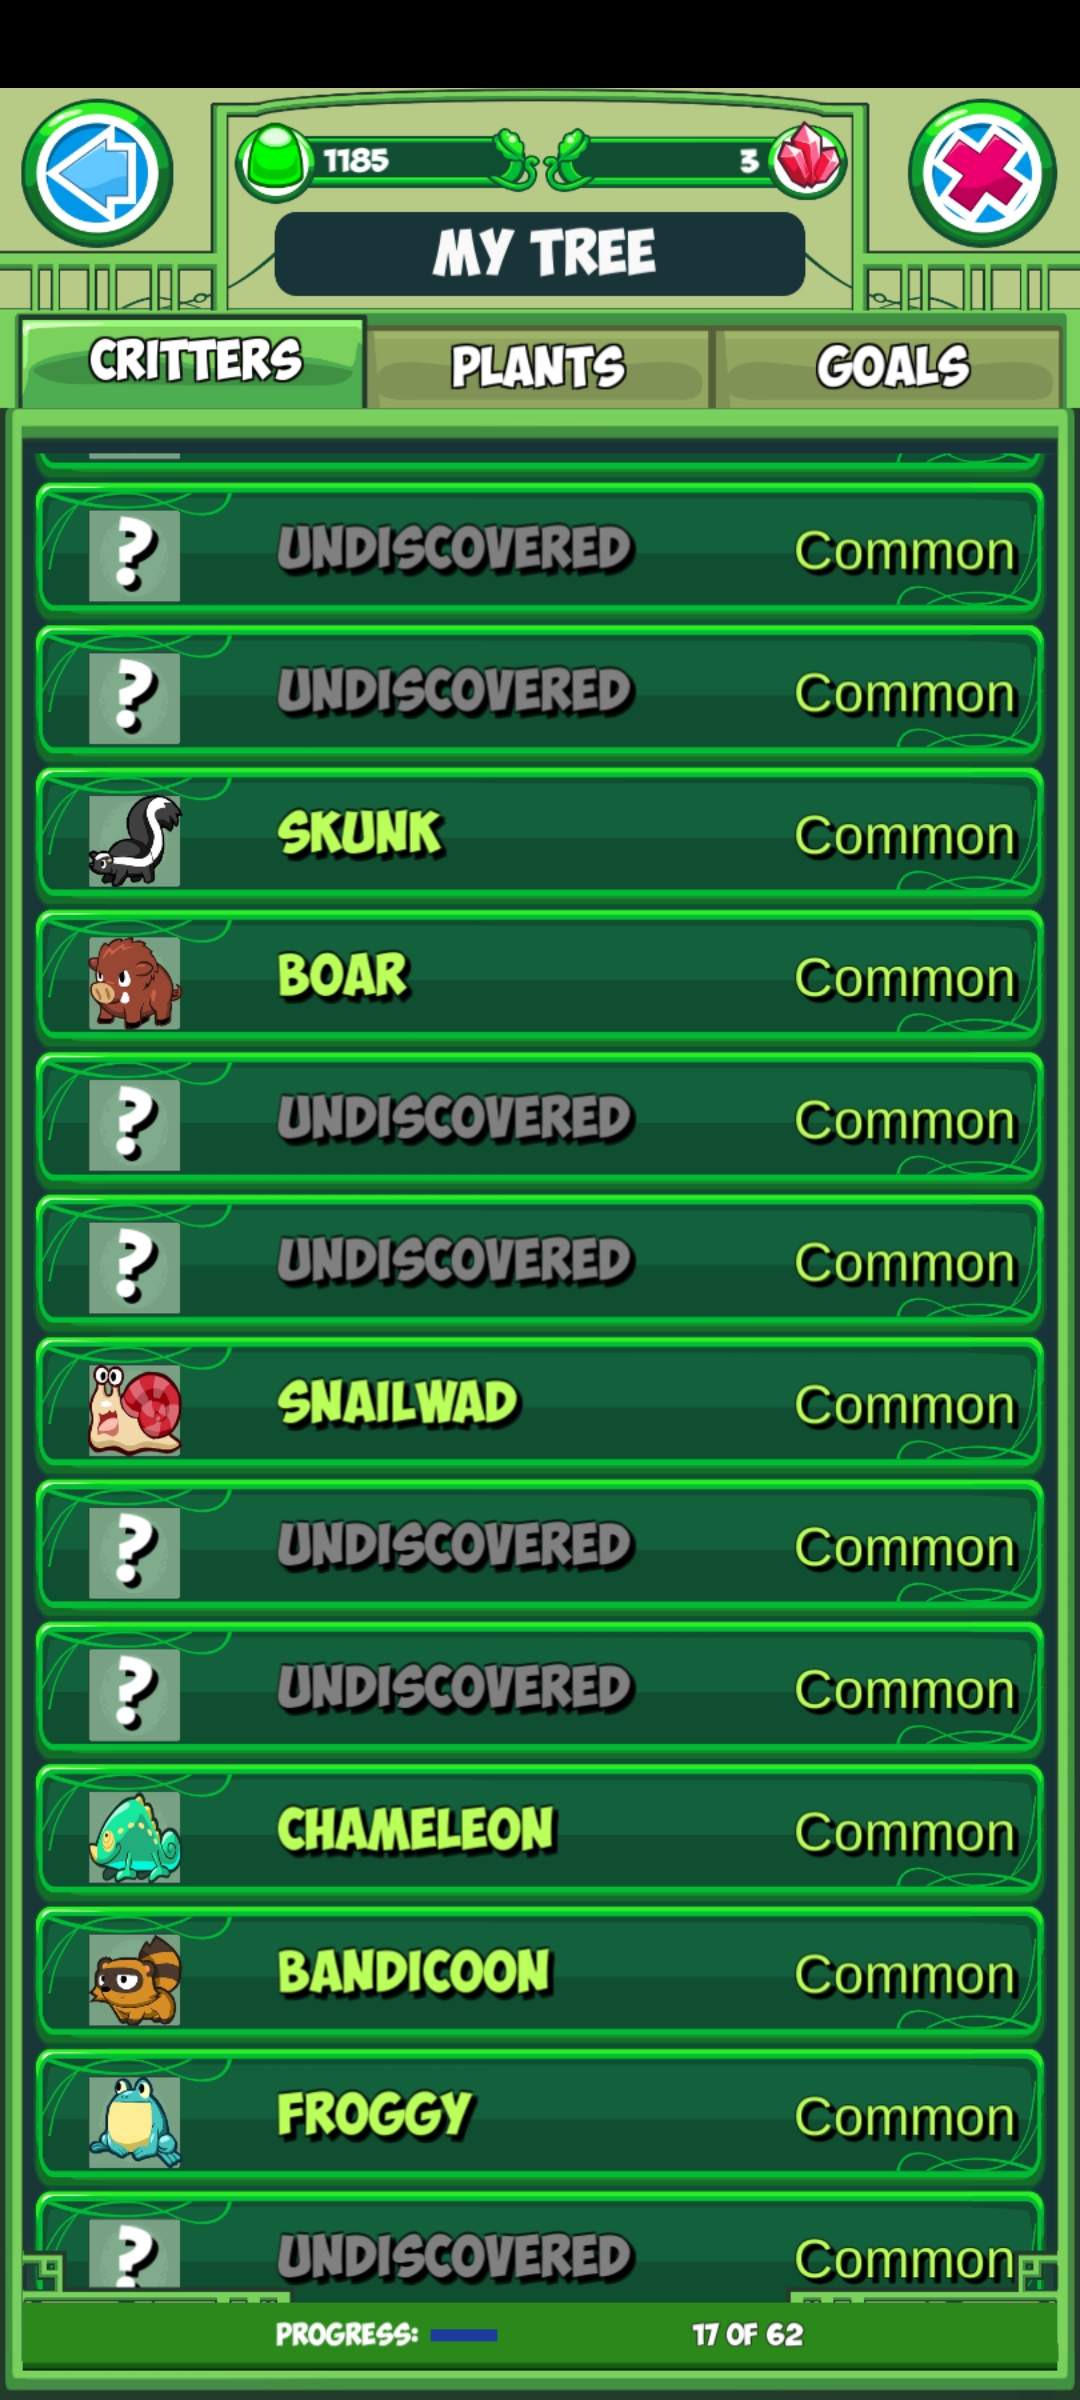 1185
3
MY TREE
CRITTERS
PLANTS
GOALS
? UNDISCOVERED Common
? UNDISCOVERED Common
SKUNK Common
BOAR Common
? UNDISCOVERED Common
? UNDISCOVERED Common
SNAILWAD Common
? UNDISCOVERED Common
? UNDISCOVERED Common
CHAMELEON Common
BANDICOON Common
FROGGY Common
? UNDISCOVERED Common
PROGRESS: 17 OF 62